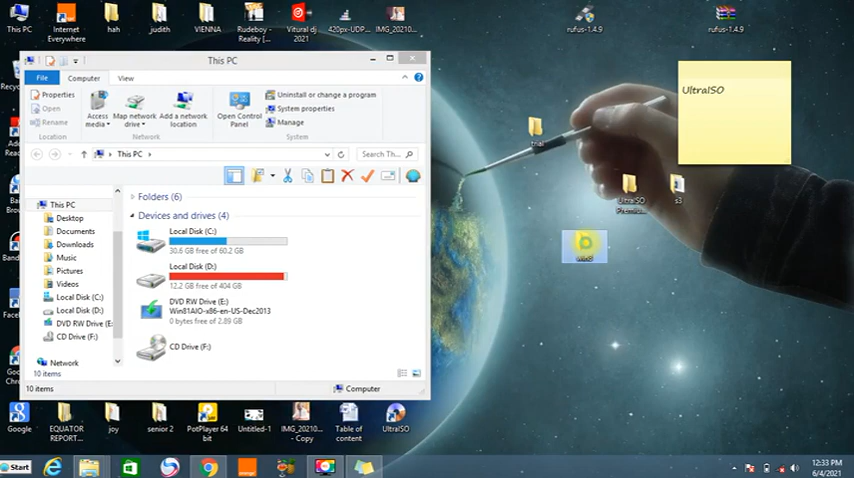 This PC
Internet
Everywhere
hah
judith
VIENNA
Rudeboy -
Reality [...
Vitural dj
2021
420px-UDP...
IMG_20210...
rufus-1.4.9
rufus-1.4.9
This PC
File
Computer
View
Properties
Open
Rename
Location
Access
media
Map network
drive
Add a network
location
Network
Open Control
Panel
Uninstall or change a program
System properties
Manage
System
This PC
Search Th...
This PC
Desktop
Documents
Downloads
Music
Pictures
Videos
Local Disk (C:)
Local Disk (D:)
DVD RW Drive (E:
CD Drive (F:)
Network
10 items
Folders (6)
Devices and drives (4)
Local Disk (C:)
30.6 GB free of 60.2 GB
Local Disk (D:)
12.2 GB free of 404 GB
DVD RW Drive (E:)
Win81AIO-x86-en-US-Dec2013
0 bytes free of 2.89 GB
CD Drive (F:)
10 items
Computer
UltraISO
trial
UltraISO
Premiu...
s3
wind
Google
EQUATOR
REPORT...
joy
senior 2
PotPlayer 64
bit
Untitled-1
IMG_20210...
- Copy
Table of
content
UltraISO
Start
12:33 PM
6/4/2021